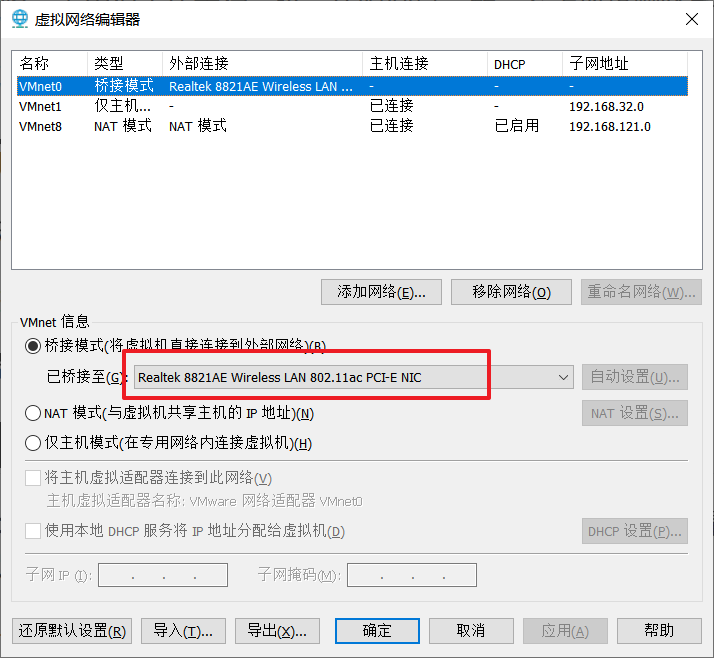 虚拟网络编辑器
名称 类型 外部连接 主机连接 DHCP 子网地址
VMnet0 桥接模式 Realtek 8821AE Wireless LAN ... - - -
VMnet1 仅主机... - 已连接 - 192.168.32.0
VMnet8 NAT 模式 NAT 模式 已连接 已启用 192.168.121.0
添加网络(E)... 移除网络(O) 重命名网络(W)...
VMnet 信息
桥接模式(将虚拟机直接连接到外部网络)(B)
已桥接至(G): Realtek 8821AE Wireless LAN 802.11ac PCI-E NIC 自动设置(U)...
NAT 模式(与虚拟机共享主机的 IP 地址)(N) NAT 设置(S)...
仅主机模式(在专用网络内连接虚拟机)(H)
将主机虚拟适配器连接到此网络(V)
主机虚拟适配器名称: VMware 网络适配器 VMnet0
使用本地 DHCP 服务将 IP 地址分配给虚拟机(D) DHCP 设置(P)...
子网 IP (I): . . . 子网掩码(M): . . .
还原默认设置(R) 导入(T)... 导出(X)... 确定 取消 应用(A) 帮助